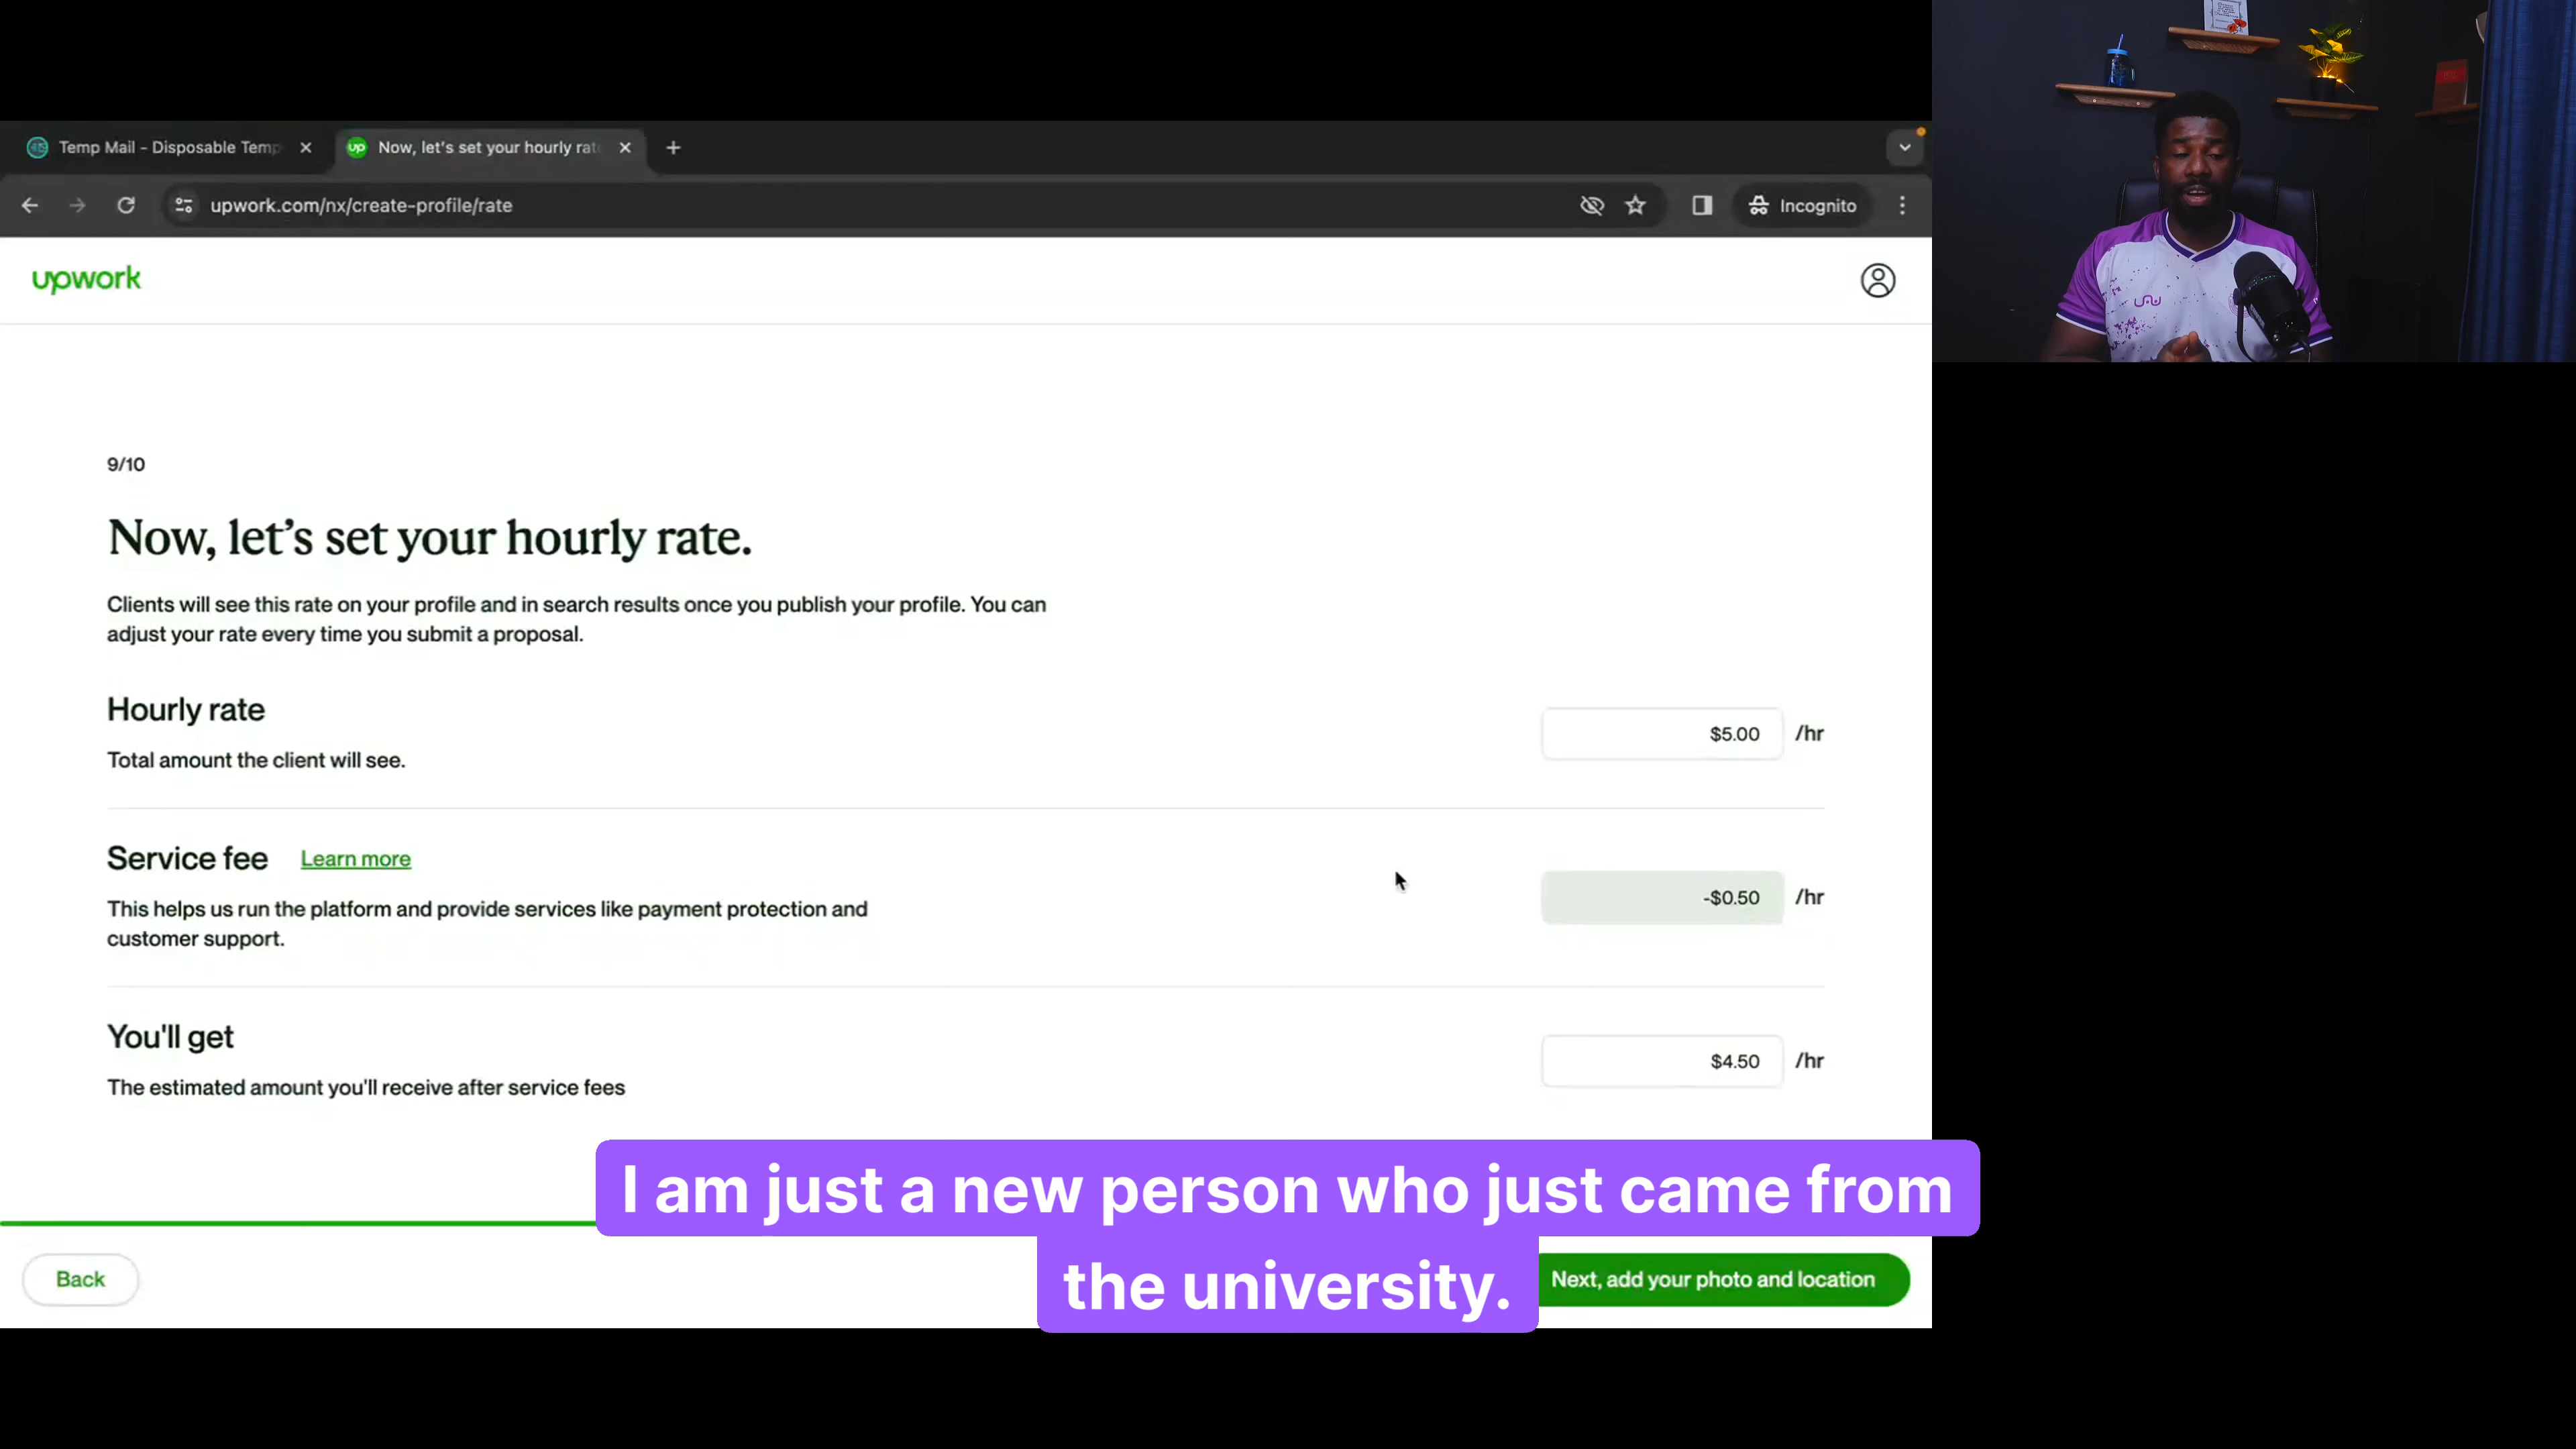 Temp Mail - Disposable Temp
Now, let's set your hourly rat
upwork.com/nx/create-profile/rate
Incognito
upwork
9/10
Now, let's set your hourly rate.
Clients will see this rate on your profile and in search results once you publish your profile. You can
adjust your rate every time you submit a proposal.
Hourly rate
$5.00 /hr
Total amount the client will see.
Service fee Learn more
-$0.50 /hr
This helps us run the platform and provide services like payment protection and
customer support.
You'll get
$4.50 /hr
The estimated amount you'll receive after service fees
I am just a new person who just came from
the university.
Back
Next, add your photo and location